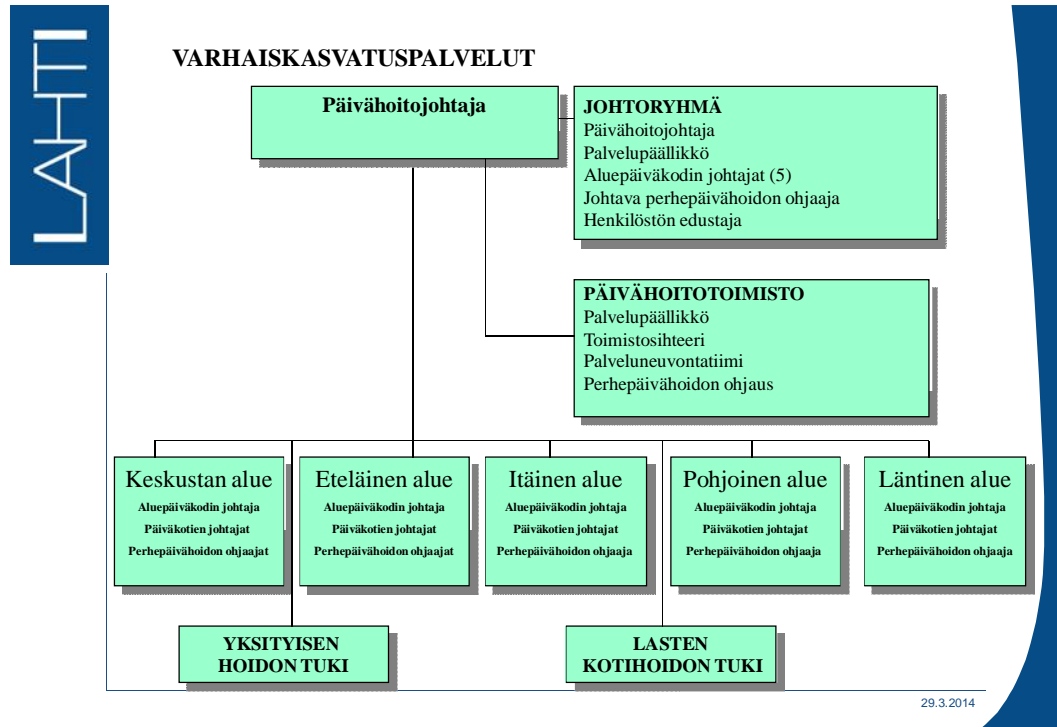 LAHTI
VARHAISKASVATUSPALVELUT
Päivähoitojohtaja
JOHTORYHMÄ
Päivähoitojohtaja
Palvelupäällikkö
Aluepäiväkodin johtajat (5)
Johtava perhepäivähoidon ohjaaja
Henkilöstön edustaja
PÄIVÄHOITOTOIMISTO
Palvelupäällikkö
Toimistosihteeri
Palveluneuvontatiimi
Perhepäivähoidon ohjaus
Keskustan alue
Aluepäiväkodin johtaja
Päiväkotien johtajat
Perhepäivähoidon ohjaajat
Eteläinen alue
Aluepäiväkodin johtaja
Päiväkotien johtajat
Perhepäivähoidon ohjaajat
Itäinen alue
Aluepäiväkodin johtaja
Päiväkotien johtajat
Perhepäivähoidon ohjaaja
Pohjoinen alue
Aluepäiväkodin johtaja
Päiväkotien johtajat
Perhepäivähoidon ohjaaja
Läntinen alue
Aluepäiväkodin johtaja
Päiväkotien johtajat
Perhepäivähoidon ohjaaja
YKSITYISEN
HOIDON TUKI
LASTEN
KOTIHOIDON TUKI
29.3.2014